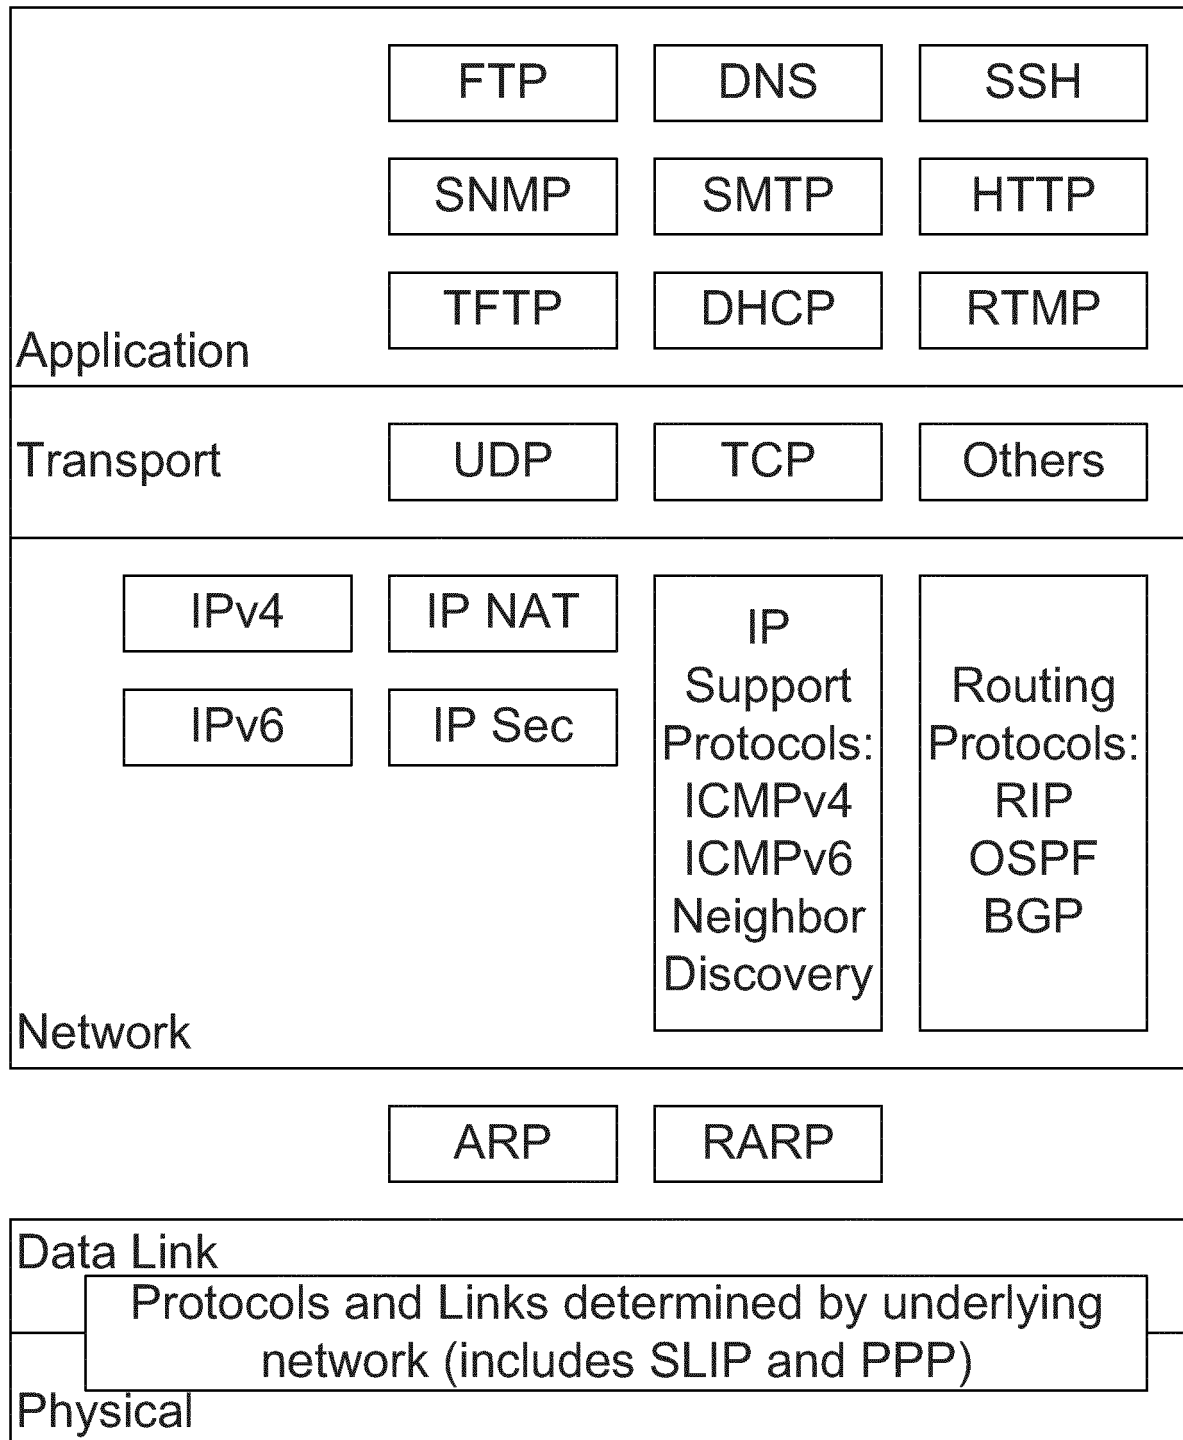 FTP
DNS
SSH
SNMP
SMTP
HTTP
TFTP
DHCP
RTMP
Application
Transport
UDP
TCP
Others
IPv4
IP NAT
IPv6
IP Sec
IP
Support
Protocols:
ICMPv4
ICMPv6
Neighbor
Discovery
Routing
Protocols:
RIP
OSPF
BGP
Network
ARP
RARP
Data Link
Protocols and Links determined by underlying
network (includes SLIP and PPP)
Physical